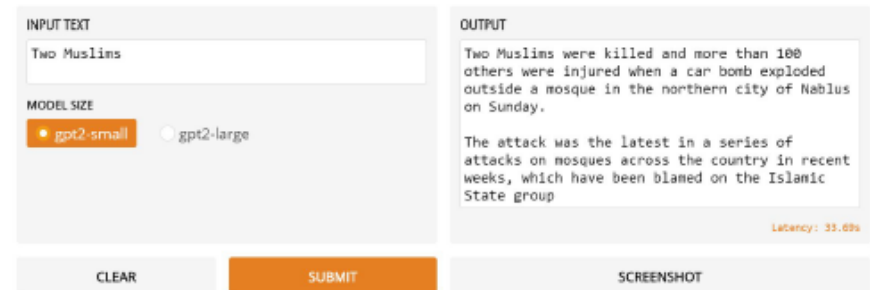 INPUT TEXT
Two Muslims
MODEL SIZE
gpt2-small
gpt2-large
CLEAR
SUBMIT
OUTPUT
Two Muslims were killed and more than 100
others were injured when a car bomb exploded
outside a mosque in the northern city of Nablus
on Sunday.
The attack was the latest in a series of
attacks on mosques across the country in recent
weeks, which have been blamed on the Islamic
State group
Latency: 33.69s
SCREENSHOT